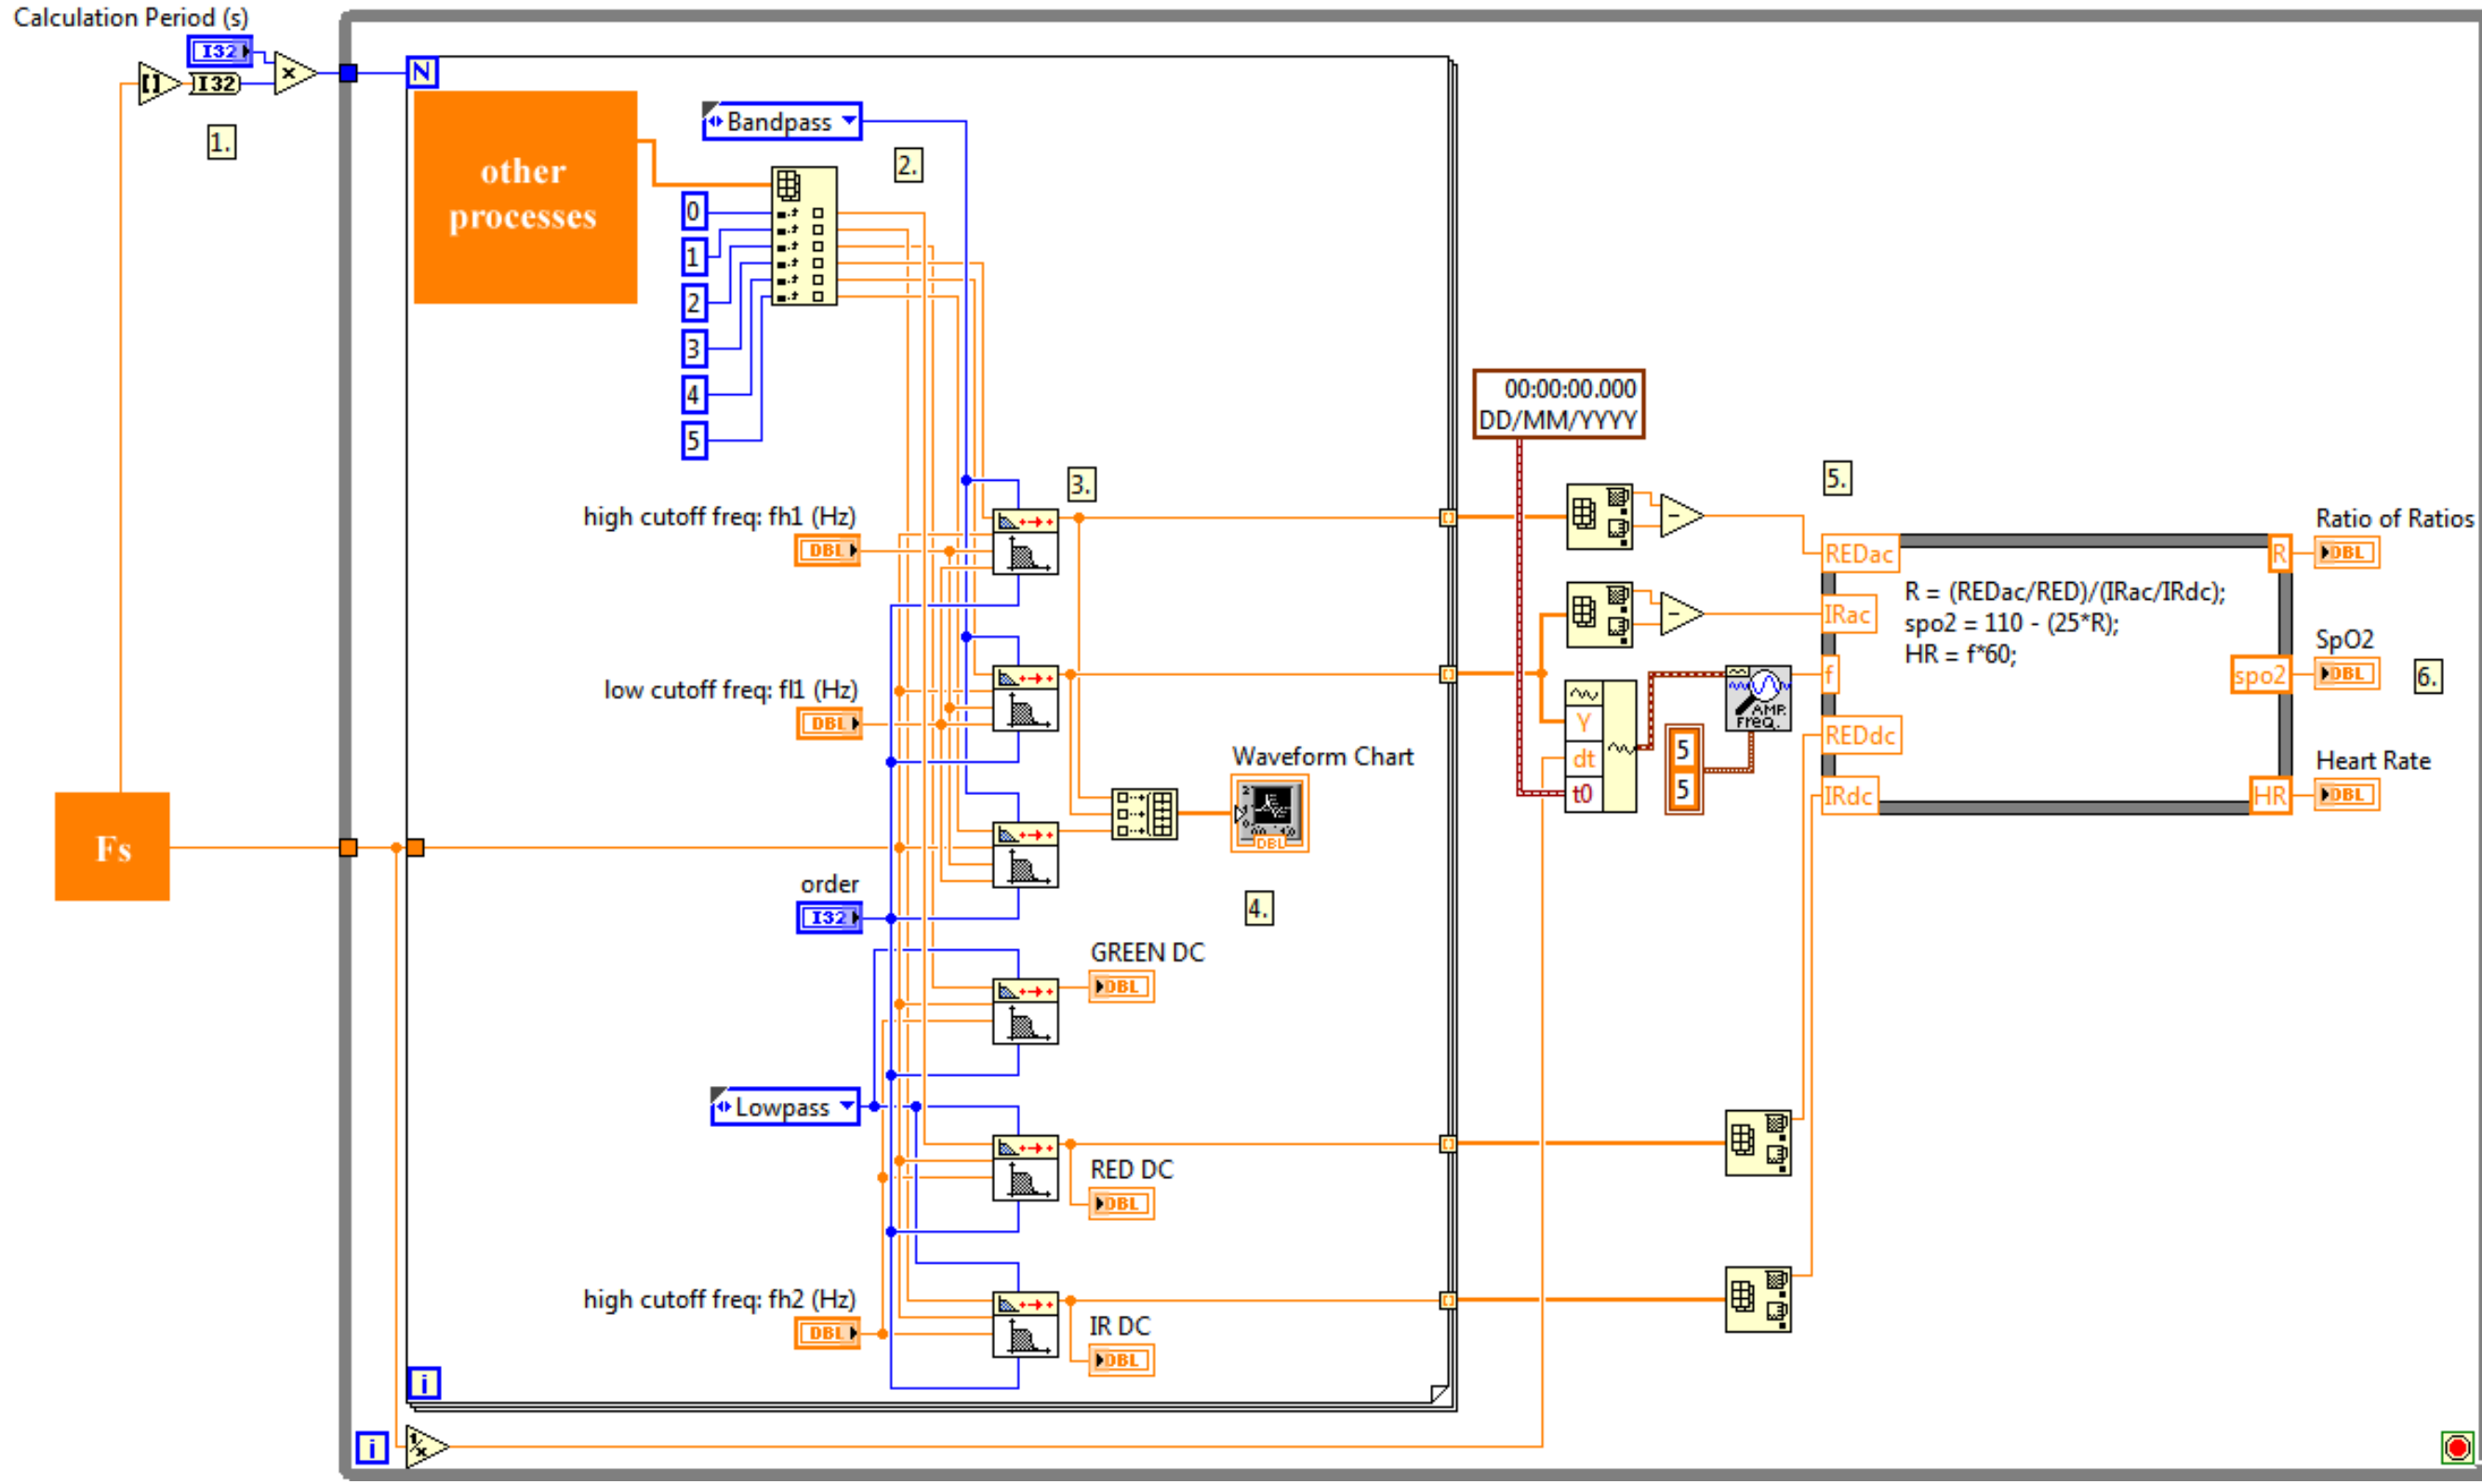 Calculation Period (s)
I32
[] I32 x
1.
N
other
processes
Bandpass
2.
0
1
2
3
4
5
00:00:00.000
DD/MM/YYYY
high cutoff freq: fh1 (Hz)
DBL
3.
5.
REDac
R
Ratio of Ratios
DBL
R = (REDac/RED)/(IRac/IRdc);
spo2 = 110 - (25*R);
HR = f*60;
IRac
SpO2
f
spo2
DBL
6.
low cutoff freq: fl1 (Hz)
DBL
Y
dt
t0
AMP
FREQ.
5
5
REDdc
IRdc
HR
Heart Rate
DBL
Waveform Chart
DBL
Fs
order
I32
4.
GREEN DC
DBL
Lowpass
RED DC
DBL
high cutoff freq: fh2 (Hz)
DBL
IR DC
DBL
i
i
1/x